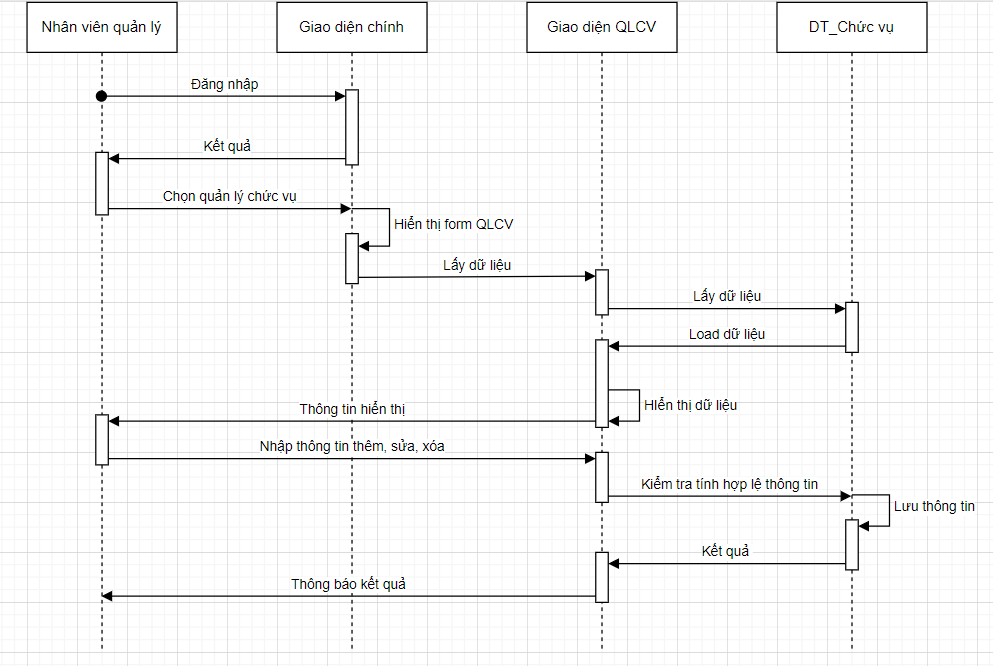 Nhân viên quản lý
Giao diện chính
Giao diện QLCV
DT_Chức vụ
Đăng nhập
Kết quả
Chọn quản lý chức vụ
Hiển thị form QLCV
Lấy dữ liệu
Lấy dữ liệu
Load dữ liệu
HIển thị dữ liệu
Thông tin hiển thị
Nhập thông tin thêm, sửa, xóa
Kiểm tra tính hợp lệ thông tin
Lưu thông tin
Kết quả
Thông báo kết quả